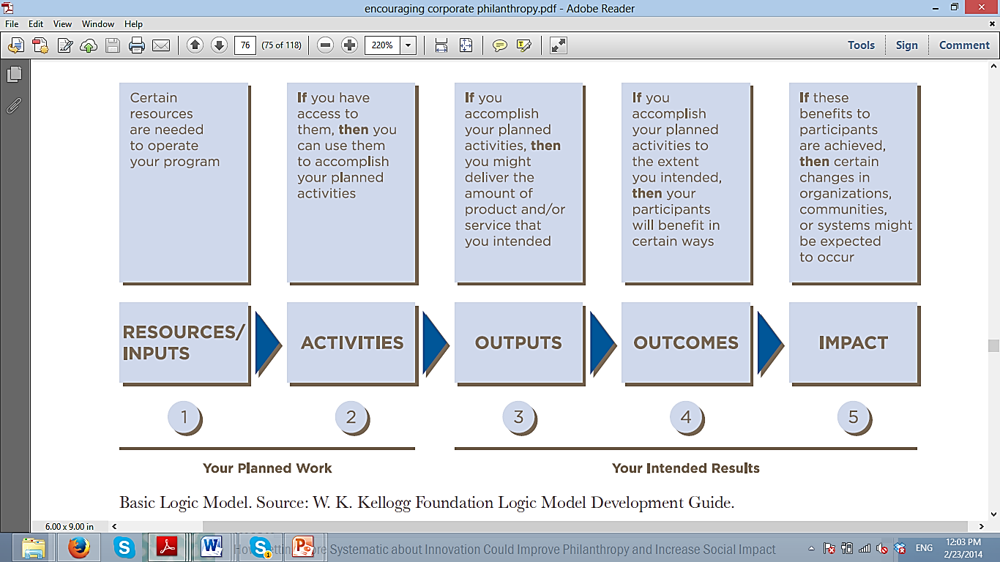 encouraging corporate philanthropy.pdf - Adobe Reader
File Edit View Window Help
76 (75 of 118) 220% Tools Sign Comment
Certain
resources
are needed
to operate
your program
If you have
access to
them, then you
can use them
to accomplish
your planned
activities
If you
accomplish
your planned
activities, then
you might
deliver the
amount of
product and/or
service that
you intended
If you
accomplish
your planned
activities to
the extent
you intended,
then your
participants
will benefit in
certain ways
If these
benefits to
participants
are achieved,
then certain
changes in
organizations,
communities,
or systems might
be expected
to occur
RESOURCES/
INPUTS
ACTIVITIES
OUTPUTS
OUTCOMES
IMPACT
1 2 3 4 5
Your Planned Work
Your Intended Results
Basic Logic Model. Source: W. K. Kellogg Foundation Logic Model Development Guide.
6.00 x 9.00 in
Systematic about Innovation Could Improve Philanthropy and Increase Social Impact
ENG
12:03 PM
2/23/2014